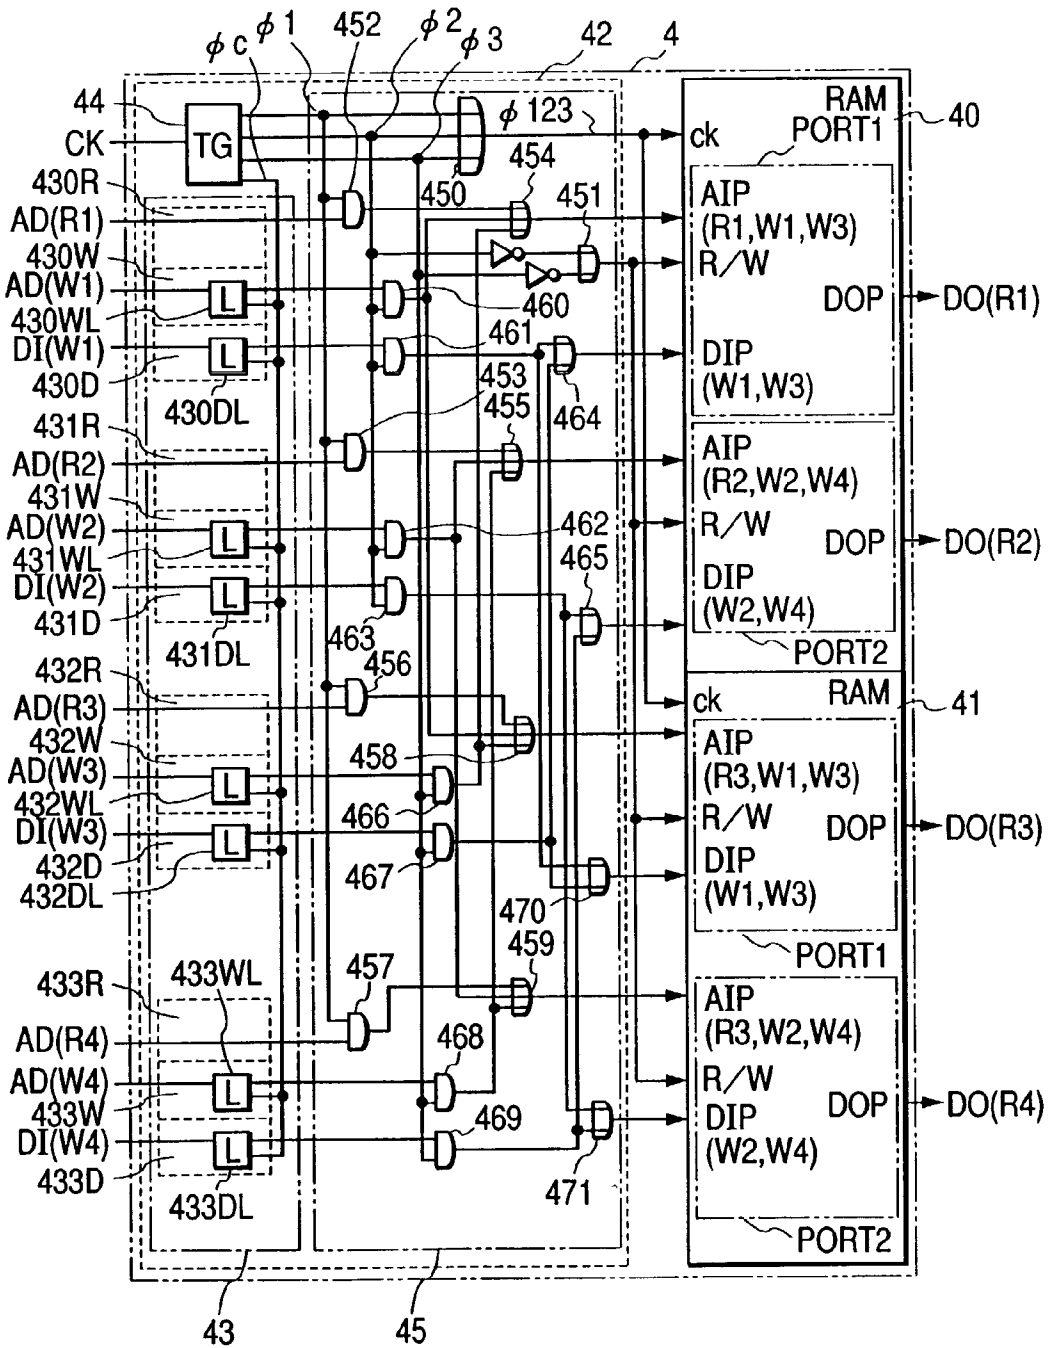 φ1
452
φ2
φc
φ3
42
4
44
CK
TG
φ123
ck
RAM
PORT1
40
430R
AD(R1)
450
454
451
AIP
(R1,W1,W3)
R/W
430W
AD(W1)
L
430WL
460
DOP
DO(R1)
DI(W1)
L
430D
430DL
461
464
DIP
(W1,W3)
453
455
431R
AD(R2)
AIP
(R2,W2,W4)
431W
AD(W2)
L
431WL
462
R/W
DOP
DO(R2)
465
DI(W2)
L
431D
431DL
463
DIP
(W2,W4)
PORT2
456
432R
AD(R3)
ck
RAM
41
458
AIP
(R3,W1,W3)
432W
AD(W3)
L
432WL
466
R/W
DOP
DO(R3)
DI(W3)
L
432D
432DL
467
470
DIP
(W1,W3)
PORT1
459
457
433WL
433R
AD(R4)
AIP
(R3,W2,W4)
468
AD(W4)
L
433W
R/W
DOP
DO(R4)
469
DI(W4)
L
433D
433DL
471
DIP
(W2,W4)
PORT2
43
45